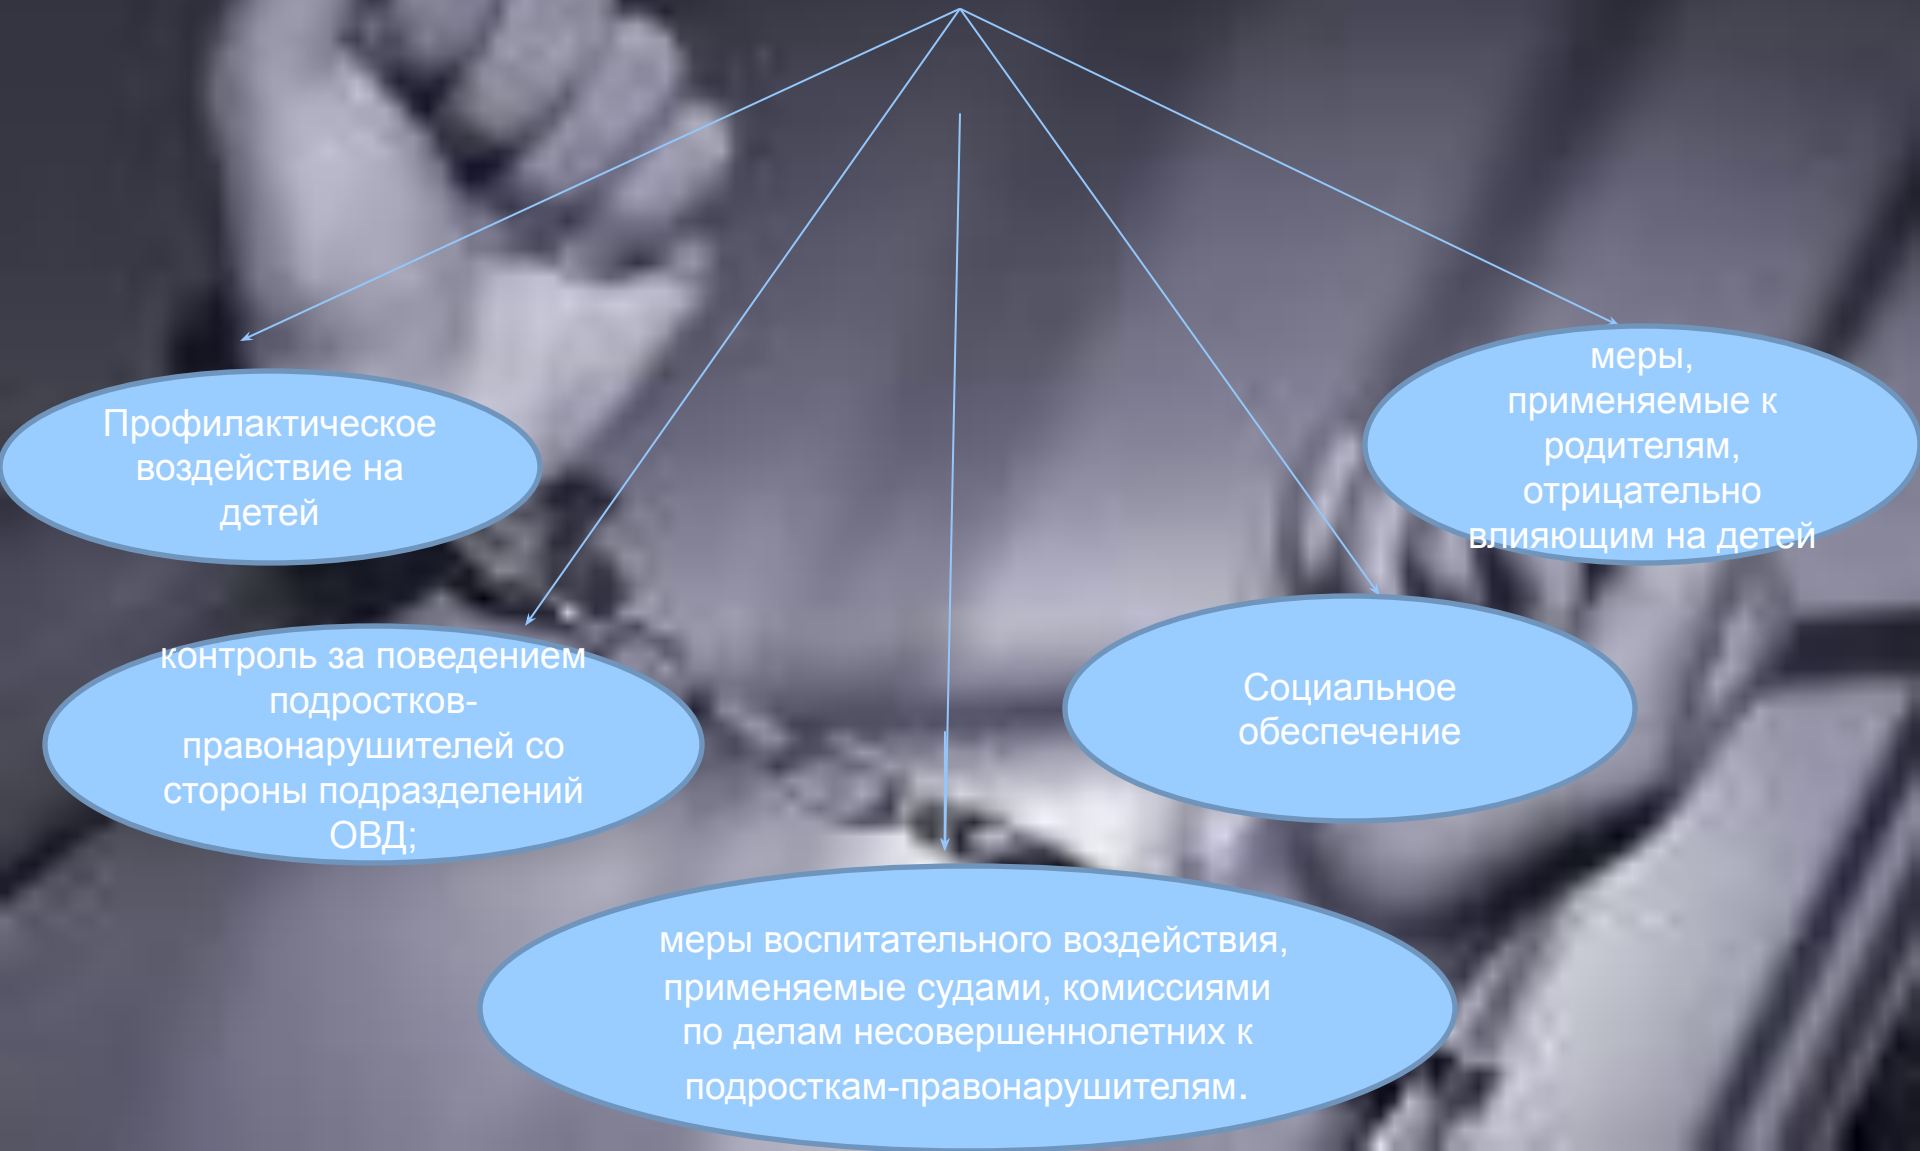 Профилактическое
воздействие на
детей
меры,
применяемые к
родителям,
отрицательно
влияющим на детей
контроль за поведением
подростков-
правонарушителей со
стороны подразделений
ОВД;
Социальное
обеспечение
меры воспитательного воздействия,
применяемые судами, комиссиями
по делам несовершеннолетних к
подросткам-правонарушителям.